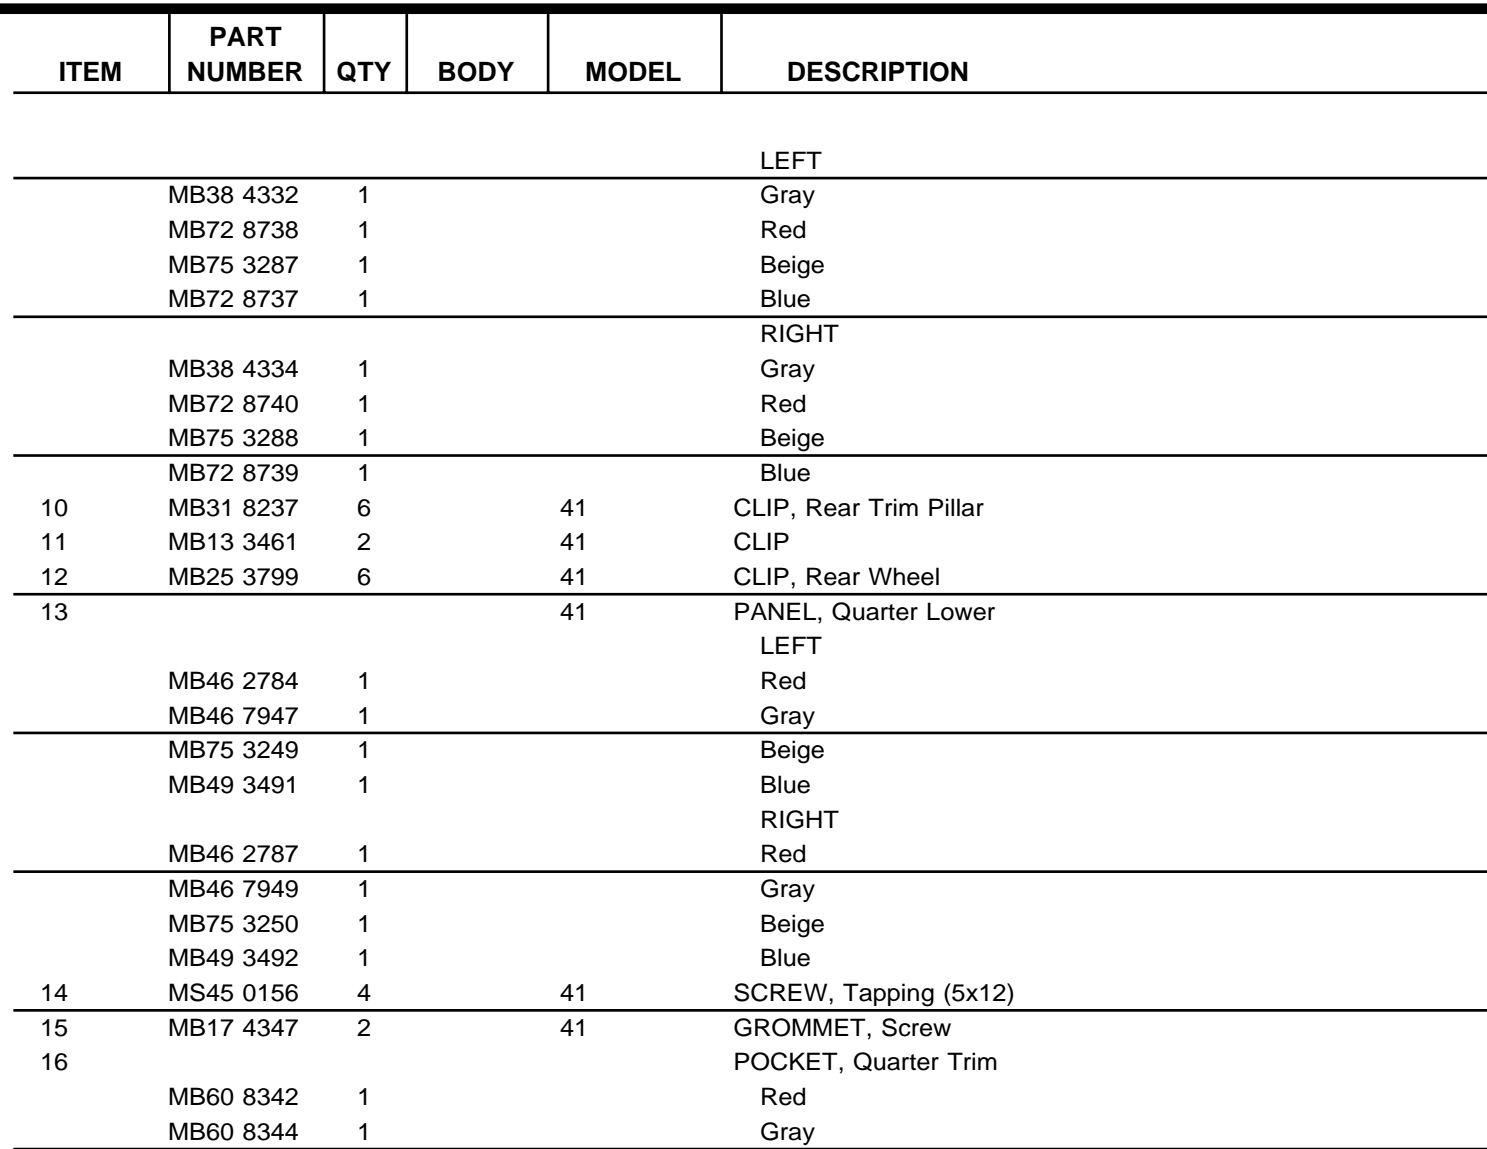 PART
ITEM NUMBER QTY BODY MODEL DESCRIPTION
LEFT
MB38 4332 1 Gray
MB72 8738 1 Red
MB75 3287 1 Beige
MB72 8737 1 Blue
RIGHT
MB38 4334 1 Gray
MB72 8740 1 Red
MB75 3288 1 Beige
MB72 8739 1 Blue
10 MB31 8237 6 41 CLIP, Rear Trim Pillar
11 MB13 3461 2 41 CLIP
12 MB25 3799 6 41 CLIP, Rear Wheel
13 41 PANEL, Quarter Lower
LEFT
MB46 2784 1 Red
MB46 7947 1 Gray
MB75 3249 1 Beige
MB49 3491 1 Blue
RIGHT
MB46 2787 1 Red
MB46 7949 1 Gray
MB75 3250 1 Beige
MB49 3492 1 Blue
14 MS45 0156 4 41 SCREW, Tapping (5x12)
15 MB17 4347 2 41 GROMMET, Screw
16 POCKET, Quarter Trim
MB60 8342 1 Red
MB60 8344 1 Gray